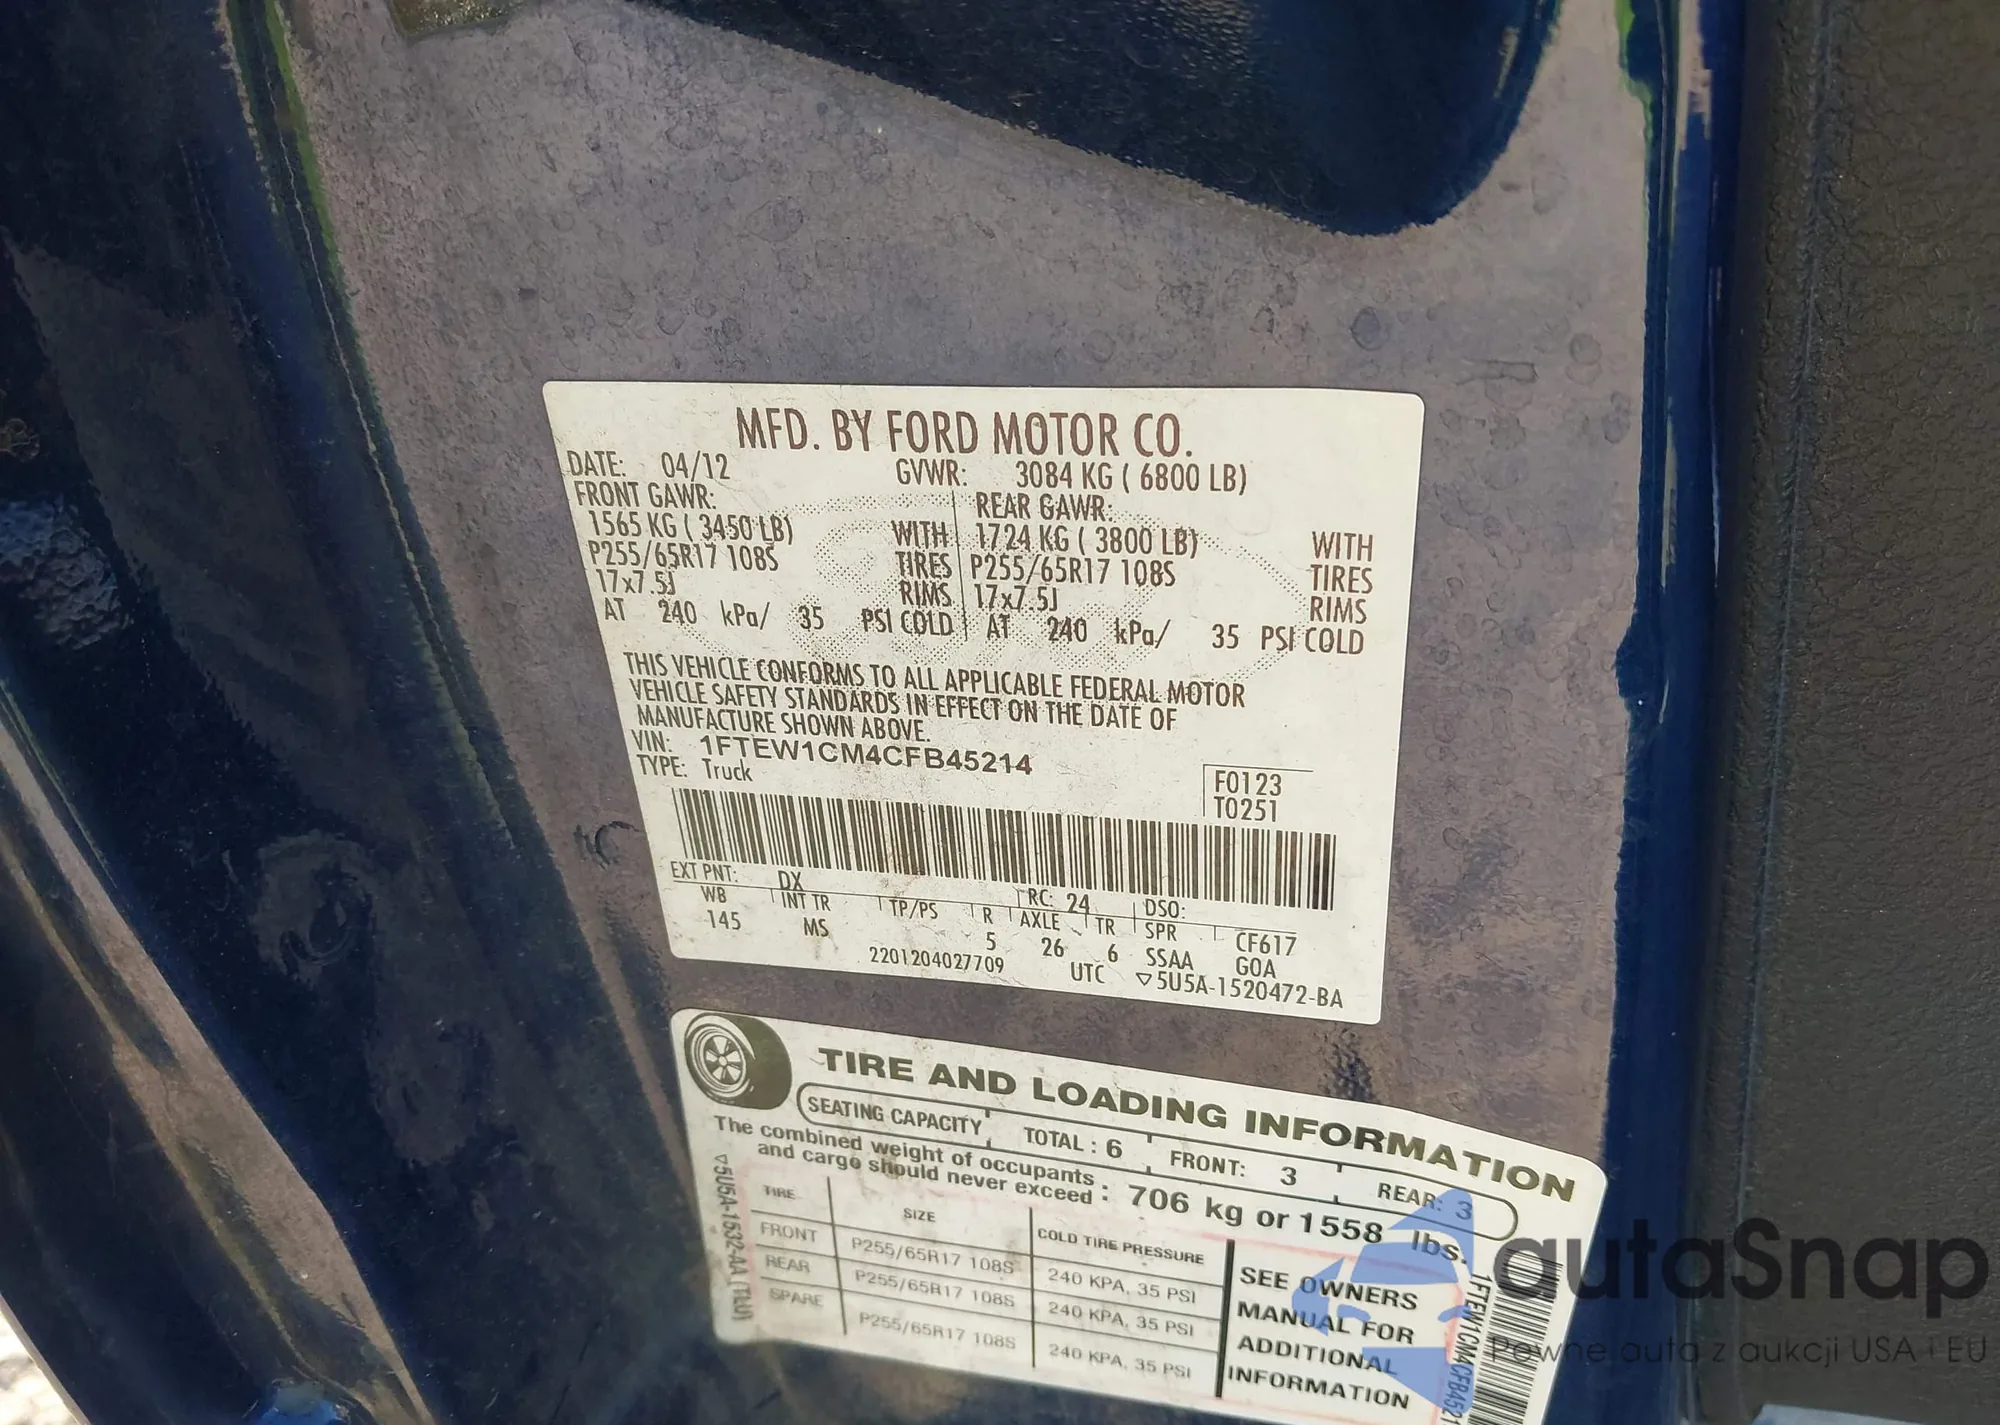 MFD. BY FORD MOTOR CO.
DATE: 04/12 GVWR: 3084 KG ( 6800 LB)
FRONT GAWR: REAR GAWR:
1565 KG ( 3450 LB) WITH 1724 KG ( 3800 LB) WITH
P255/65R17 108S TIRES P255/65R17 108S TIRES
17x7.5J RIMS 17x7.5J RIMS
AT 240 kPa/ 35 PSI COLD AT 240 kPa/ 35 PSI COLD
THIS VEHICLE CONFORMS TO ALL APPLICABLE FEDERAL MOTOR
VEHICLE SAFETY STANDARDS IN EFFECT ON THE DATE OF
MANUFACTURE SHOWN ABOVE.
VIN: 1FTEW1CM4CFB45214
TYPE: Truck
F0123
T0251
EXT PNT: DX RC: 24 DSO:
WB INT TR TP/PS R AXLE TR SPR CF617
145 MS 5 26 6 SSAA GOA
2201204027709 UTC ▽5U5A-1520472-BA
TIRE AND LOADING INFORMATION
SEATING CAPACITY TOTAL : 6 FRONT: 3 REAR: 3
The combined weight of occupants
and cargo should never exceed : 706 kg or 1558 lbs.
TIRE SIZE COLD TIRE PRESSURE
FRONT P255/65R17 108S 240 KPA, 35 PSI
REAR P255/65R17 108S 240 KPA, 35 PSI
SPARE P255/65R17 108S 240 KPA, 35 PSI
SEE OWNERS
MANUAL FOR
ADDITIONAL
INFORMATION
▽5U5A-1532-AA (TW)
1FTEW1CM4CFB4521
autaSnap
Pewne auta z aukcji USA i EU